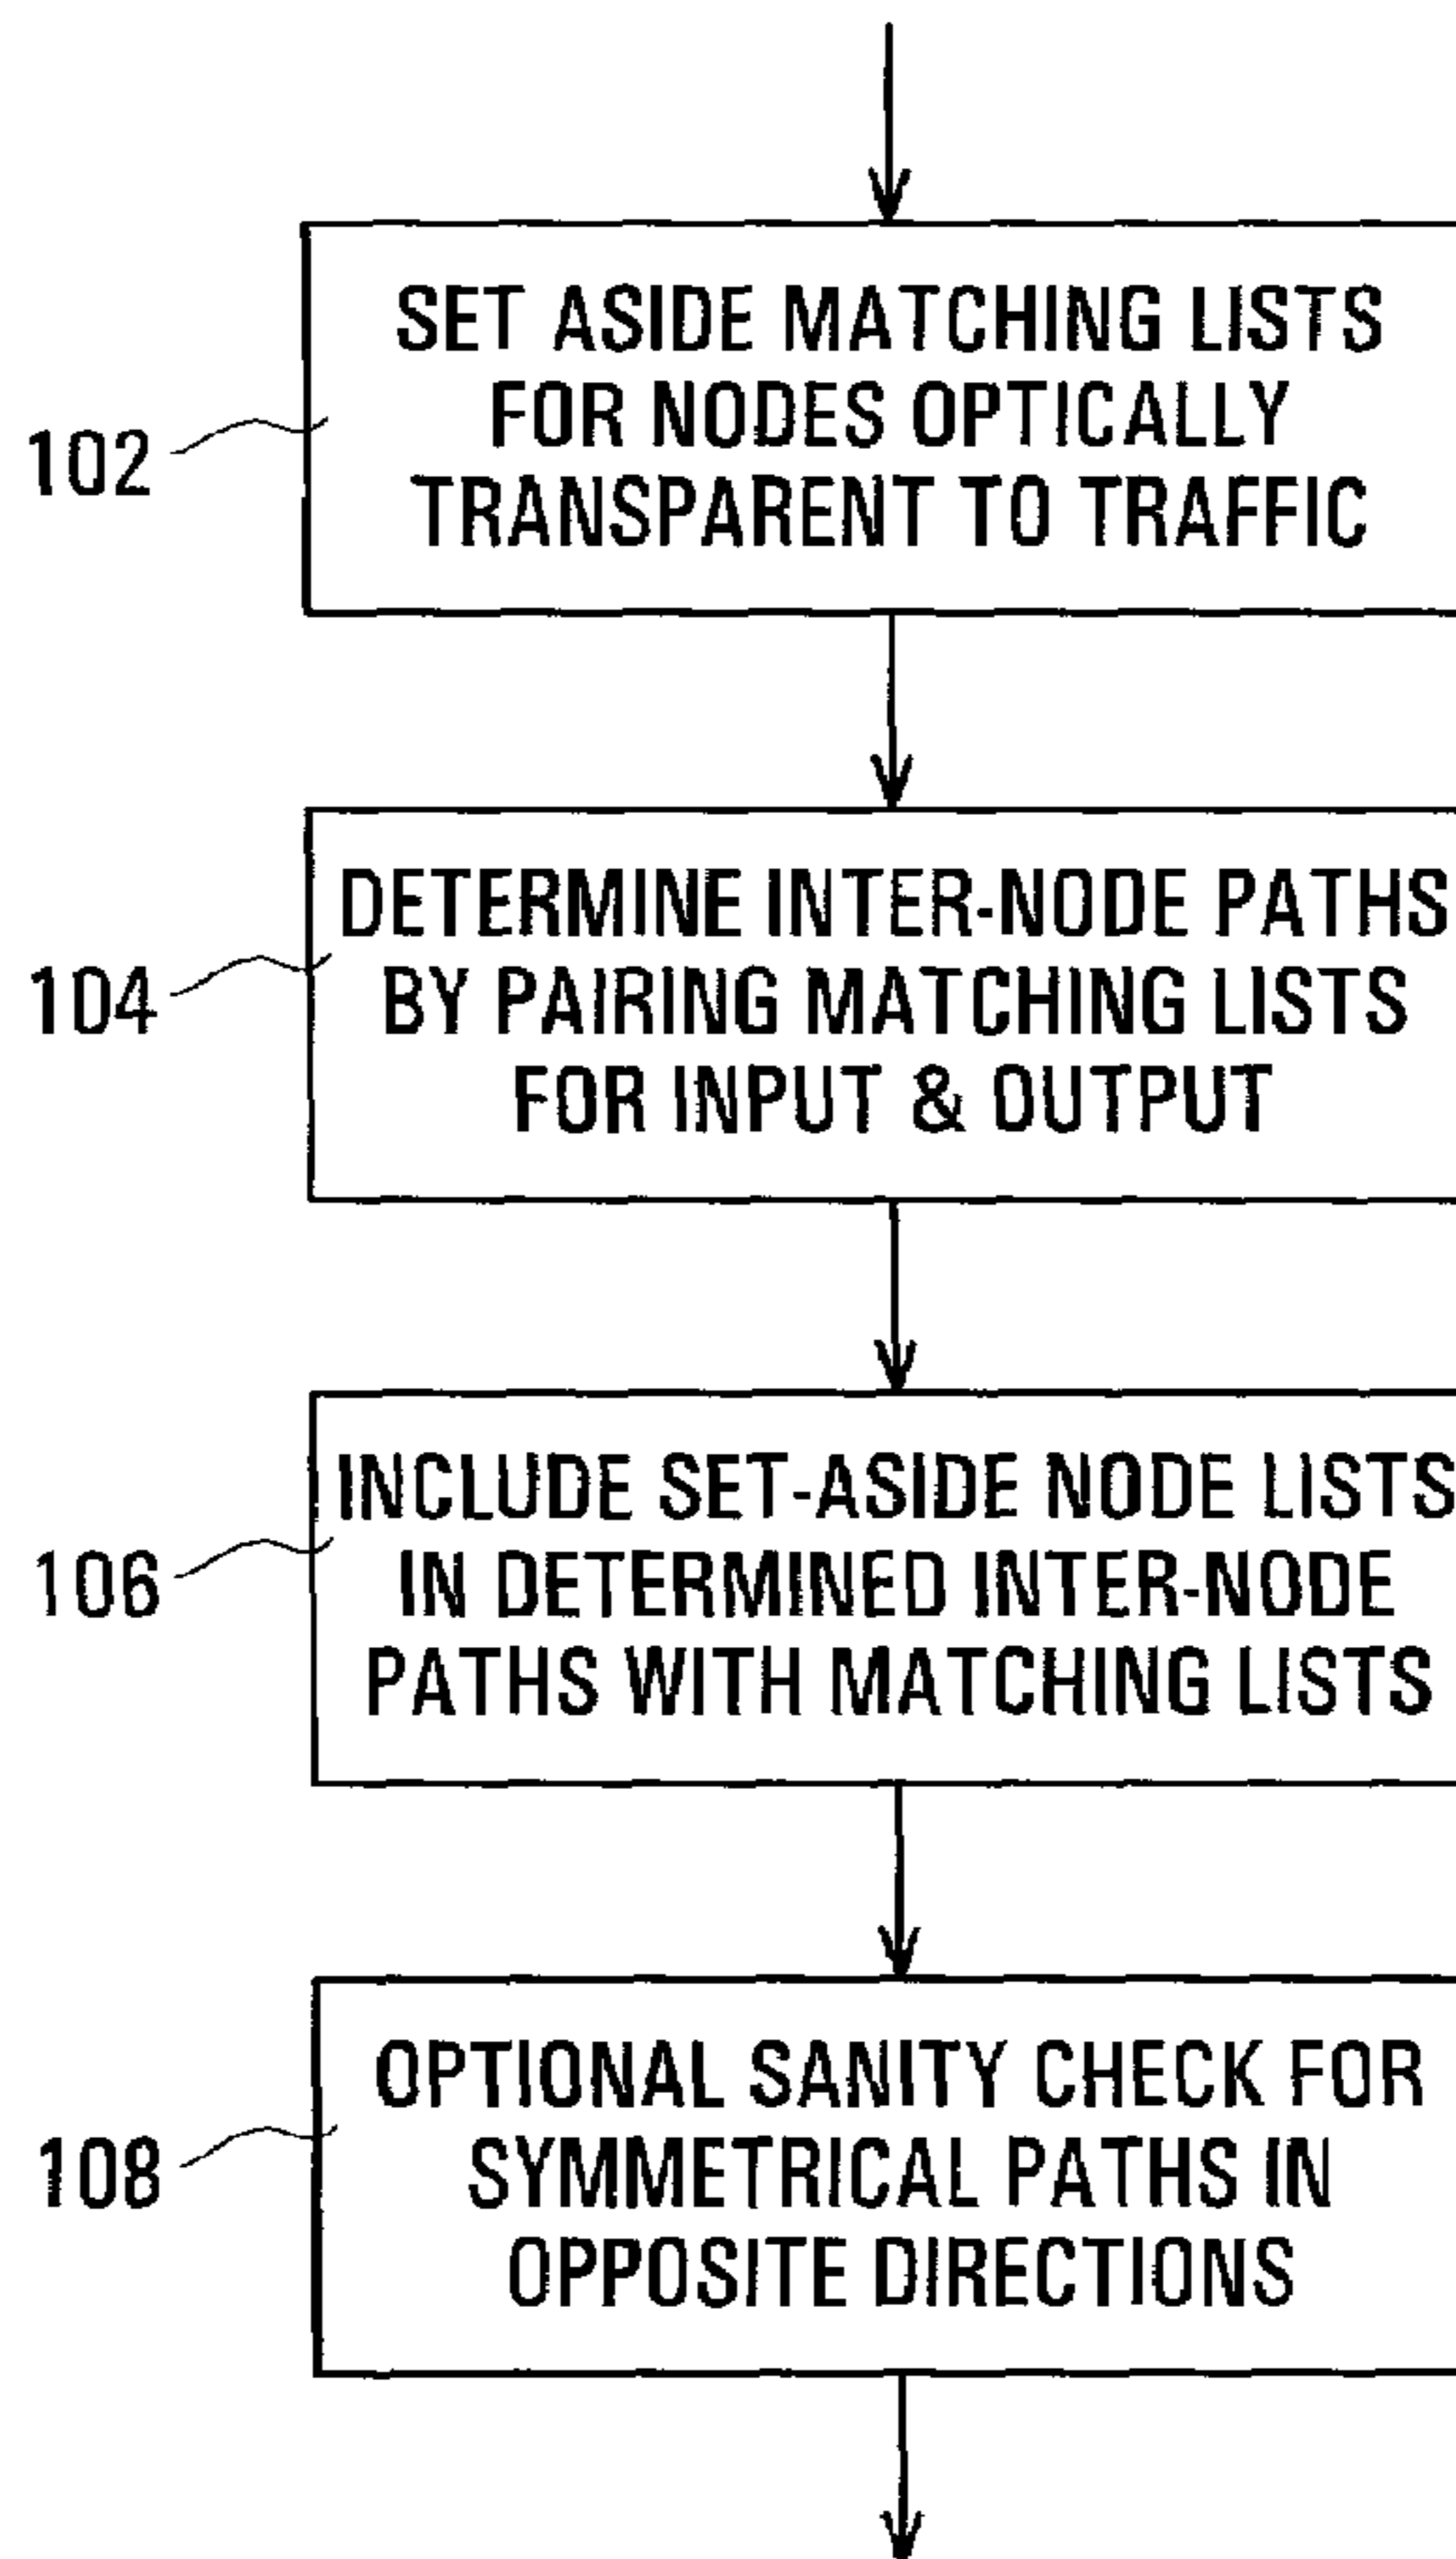 SET ASIDE MATCHING LISTS
FOR NODES OPTICALLY
TRANSPARENT TO TRAFFIC
102
DETERMINE INTER-NODE PATHS
BY PAIRING MATCHING LISTS
FOR INPUT & OUTPUT
104
INCLUDE SET-ASIDE NODE LISTS
IN DETERMINED INTER-NODE
PATHS WITH MATCHING LISTS
106
OPTIONAL SANITY CHECK FOR
SYMMETRICAL PATHS IN
OPPOSITE DIRECTIONS
108